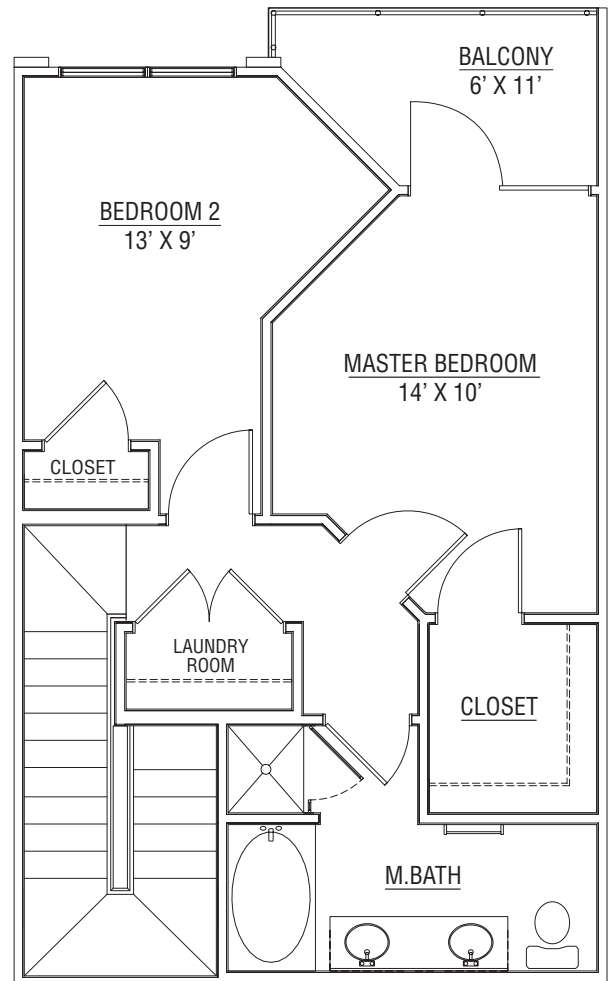 BALCONY
6’ X 11’
BEDROOM 2
13’ X 9’
MASTER BEDROOM
14’ X 10’
CLOSET
LAUNDRY
ROOM
CLOSET
M.BATH